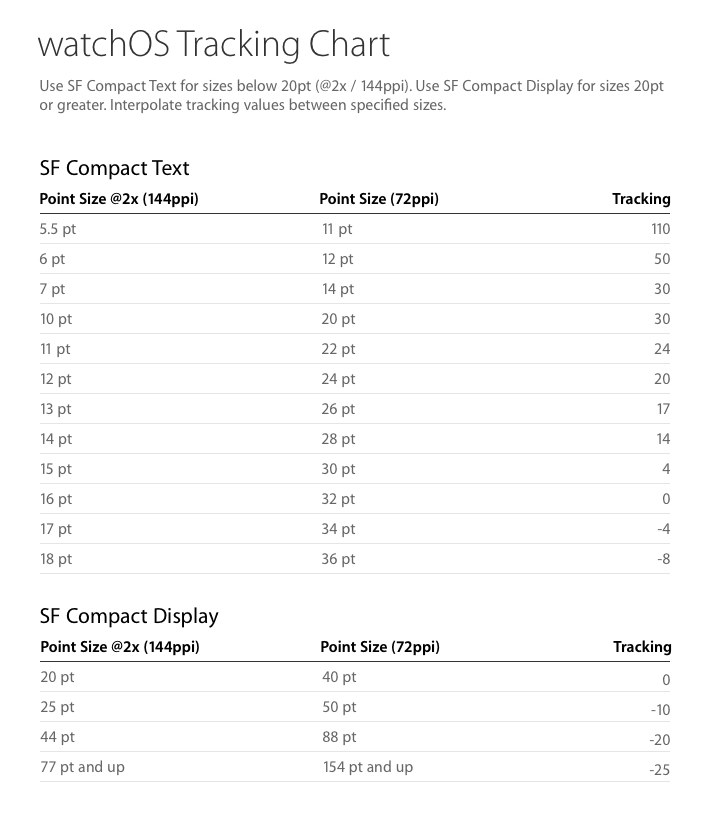 watchOS Tracking Chart
Use SF Compact Text for sizes below 20pt (@2x / 144ppi). Use SF Compact Display for sizes 20pt
or greater. Interpolate tracking values between specified sizes.
SF Compact Text
Point Size @2x (144ppi) Point Size (72ppi) Tracking
5.5 pt 11 pt 110
6 pt 12 pt 50
7 pt 14 pt 30
10 pt 20 pt 30
11 pt 22 pt 24
12 pt 24 pt 20
13 pt 26 pt 17
14 pt 28 pt 14
15 pt 30 pt 4
16 pt 32 pt 0
17 pt 34 pt -4
18 pt 36 pt -8
SF Compact Display
Point Size @2x (144ppi) Point Size (72ppi) Tracking
20 pt 40 pt 0
25 pt 50 pt -10
44 pt 88 pt -20
77 pt and up 154 pt and up -25